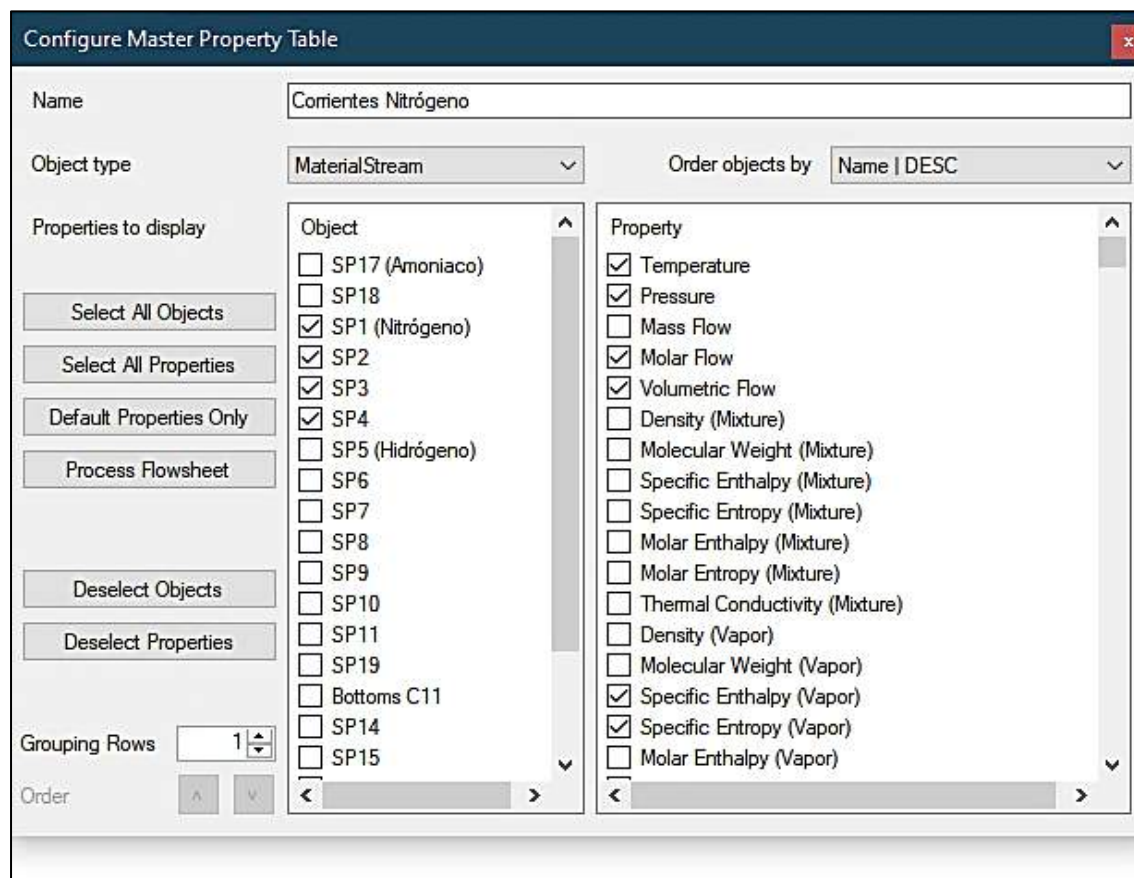 Configure Master Property Table
x
Name
Corrientes Nitrógeno
Object type
MaterialStream
Order objects by
Name | DESC
Properties to display
Select All Objects
Select All Properties
Default Properties Only
Process Flowsheet
Deselect Objects
Deselect Properties
Grouping Rows
1
Order
Object
SP17 (Amoniaco)
SP18
SP1 (Nitrógeno)
SP2
SP3
SP4
SP5 (Hidrógeno)
SP6
SP7
SP8
SP9
SP10
SP11
SP19
Bottoms C11
SP14
SP15
Property
Temperature
Pressure
Mass Flow
Molar Flow
Volumetric Flow
Density (Mixture)
Molecular Weight (Mixture)
Specific Enthalpy (Mixture)
Specific Entropy (Mixture)
Molar Enthalpy (Mixture)
Molar Entropy (Mixture)
Thermal Conductivity (Mixture)
Density (Vapor)
Molecular Weight (Vapor)
Specific Enthalpy (Vapor)
Specific Entropy (Vapor)
Molar Enthalpy (Vapor)